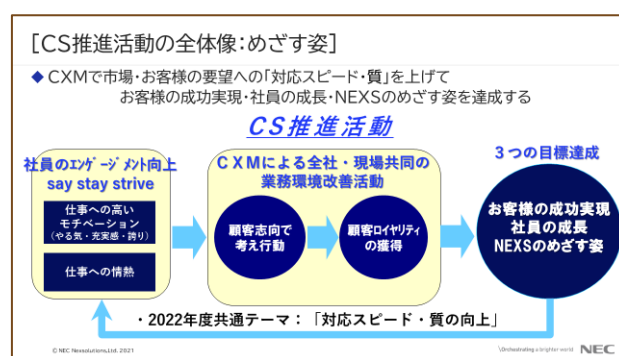 [CS推進活動の全体像:めざす姿]
◆ CXMで市場・お客様の要望への「対応スピード・質」を上げて
お客様の成功実現・社員の成長・NEXSのめざす姿を達成する
CS推進活動
社員のｴﾝｹﾞｰｼﾞﾒﾝﾄ向上
say stay strive
仕事への高い
モチベーション
(やる気・充実感・誇り)
仕事への情熱
CXMによる全社・現場共同の
業務環境改善活動
顧客志向で
考え行動
顧客ﾛｲﾔﾘﾃｨ
の獲得
３つの目標達成
お客様の成功実現
社員の成長
NEXSのめざす姿
・2022年度共通テーマ：「対応スピード・質の向上」
© NEC Nexsolutions,Ltd. 2021
\Orchestrating a brighter world
NEC